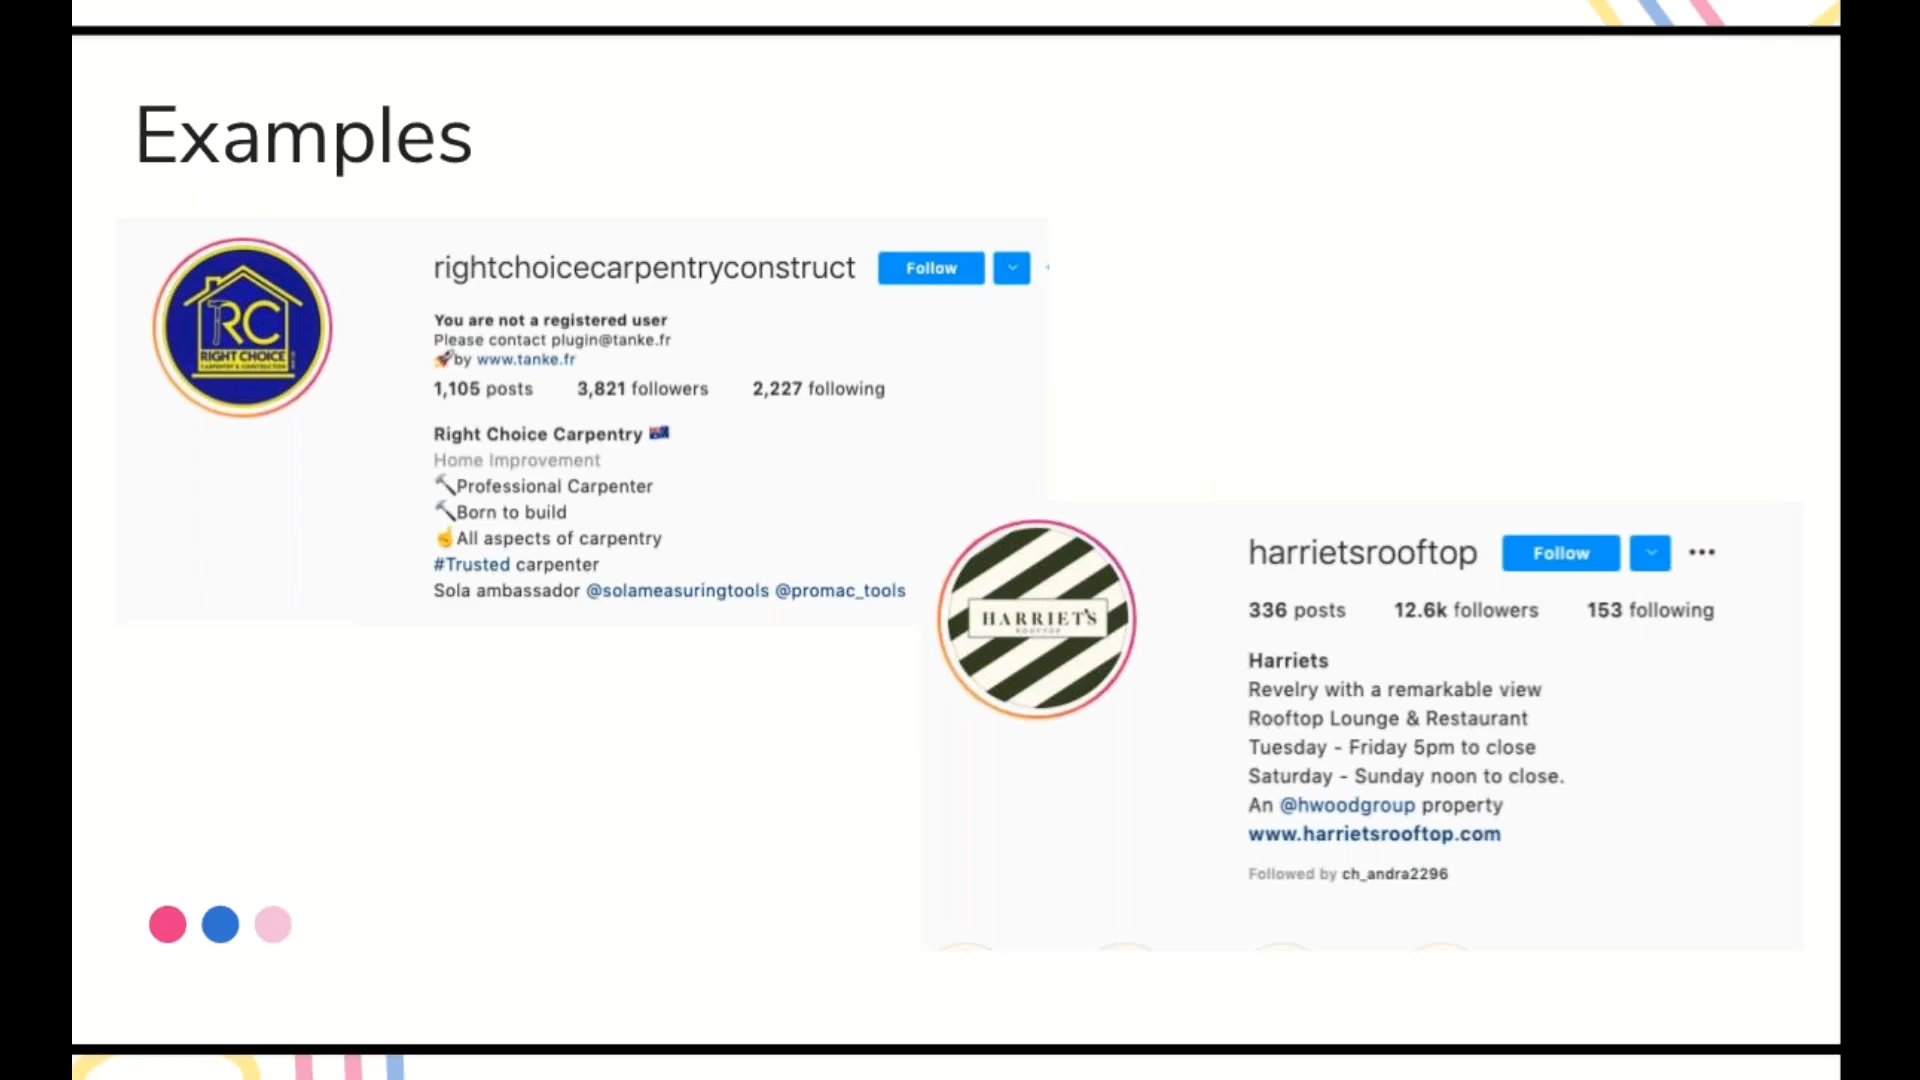 Examples
RC
RIGHT CHOICE
CARPENTRY & CONSTRUCTION
rightchoicecarpentryconstruct
Follow
You are not a registered user
Please contact plugin@tanke.fr
🚀by www.tanke.fr
1,105 posts 3,821 followers 2,227 following
Right Choice Carpentry 🇦🇺
Home Improvement
🔨Professional Carpenter
🔨Born to build
☝️All aspects of carpentry
#Trusted carpenter
Sola ambassador @solameasuringtools @promac_tools
HARRIET'S
ROOFTOP
harrietsrooftop
Follow
•••
336 posts 12.6k followers 153 following
Harriets
Revelry with a remarkable view
Rooftop Lounge & Restaurant
Tuesday - Friday 5pm to close
Saturday - Sunday noon to close.
An @hwoodgroup property
www.harrietsrooftop.com
Followed by ch_andra2296